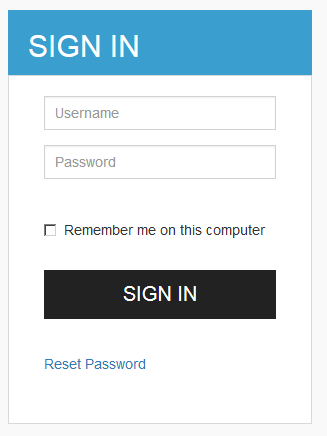 SIGN IN
Username
Password
Remember me on this computer
SIGN IN
Reset Password